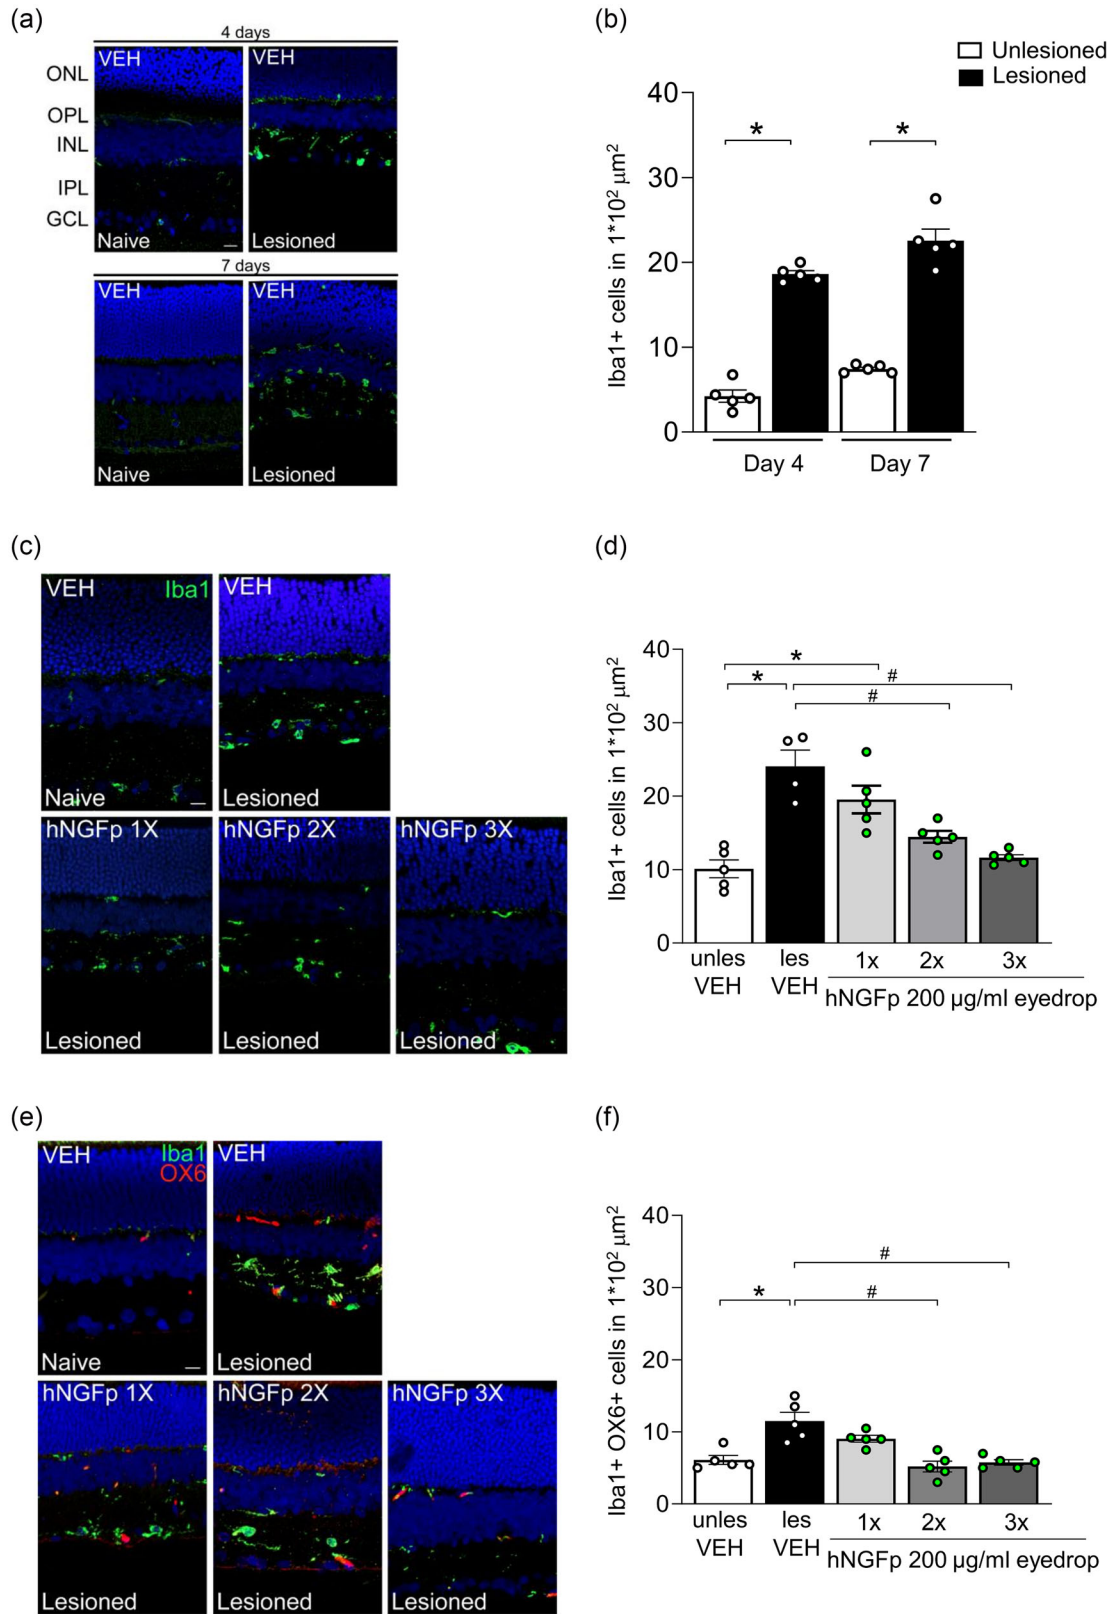 (a)
4 days
VEH
VEH
ONL
OPL
INL
IPL
GCL
Naive
Lesioned
7 days
VEH
VEH
Naive
Lesioned
(b)
Unlesioned
Lesioned
Iba1+ cells in 1*10² µm²
40
30
20
10
0
* *
Day 4 Day 7
(c)
VEH Iba1
VEH
Naive
Lesioned
hNGFp 1X
hNGFp 2X
hNGFp 3X
Lesioned
Lesioned
Lesioned
(d)
Iba1+ cells in 1*10² µm²
40
30
20
10
0
*
*
#
#
unles VEH
les VEH
1x 2x 3x
hNGFp 200 µg/ml eyedrop
(e)
VEH Iba1
OX6
VEH
Naive
Lesioned
hNGFp 1X
hNGFp 2X
hNGFp 3X
Lesioned
Lesioned
Lesioned
(f)
Iba1+ OX6+ cells in 1*10² µm²
40
30
20
10
0
#
*
#
unles VEH
les VEH
1x 2x 3x
hNGFp 200 µg/ml eyedrop